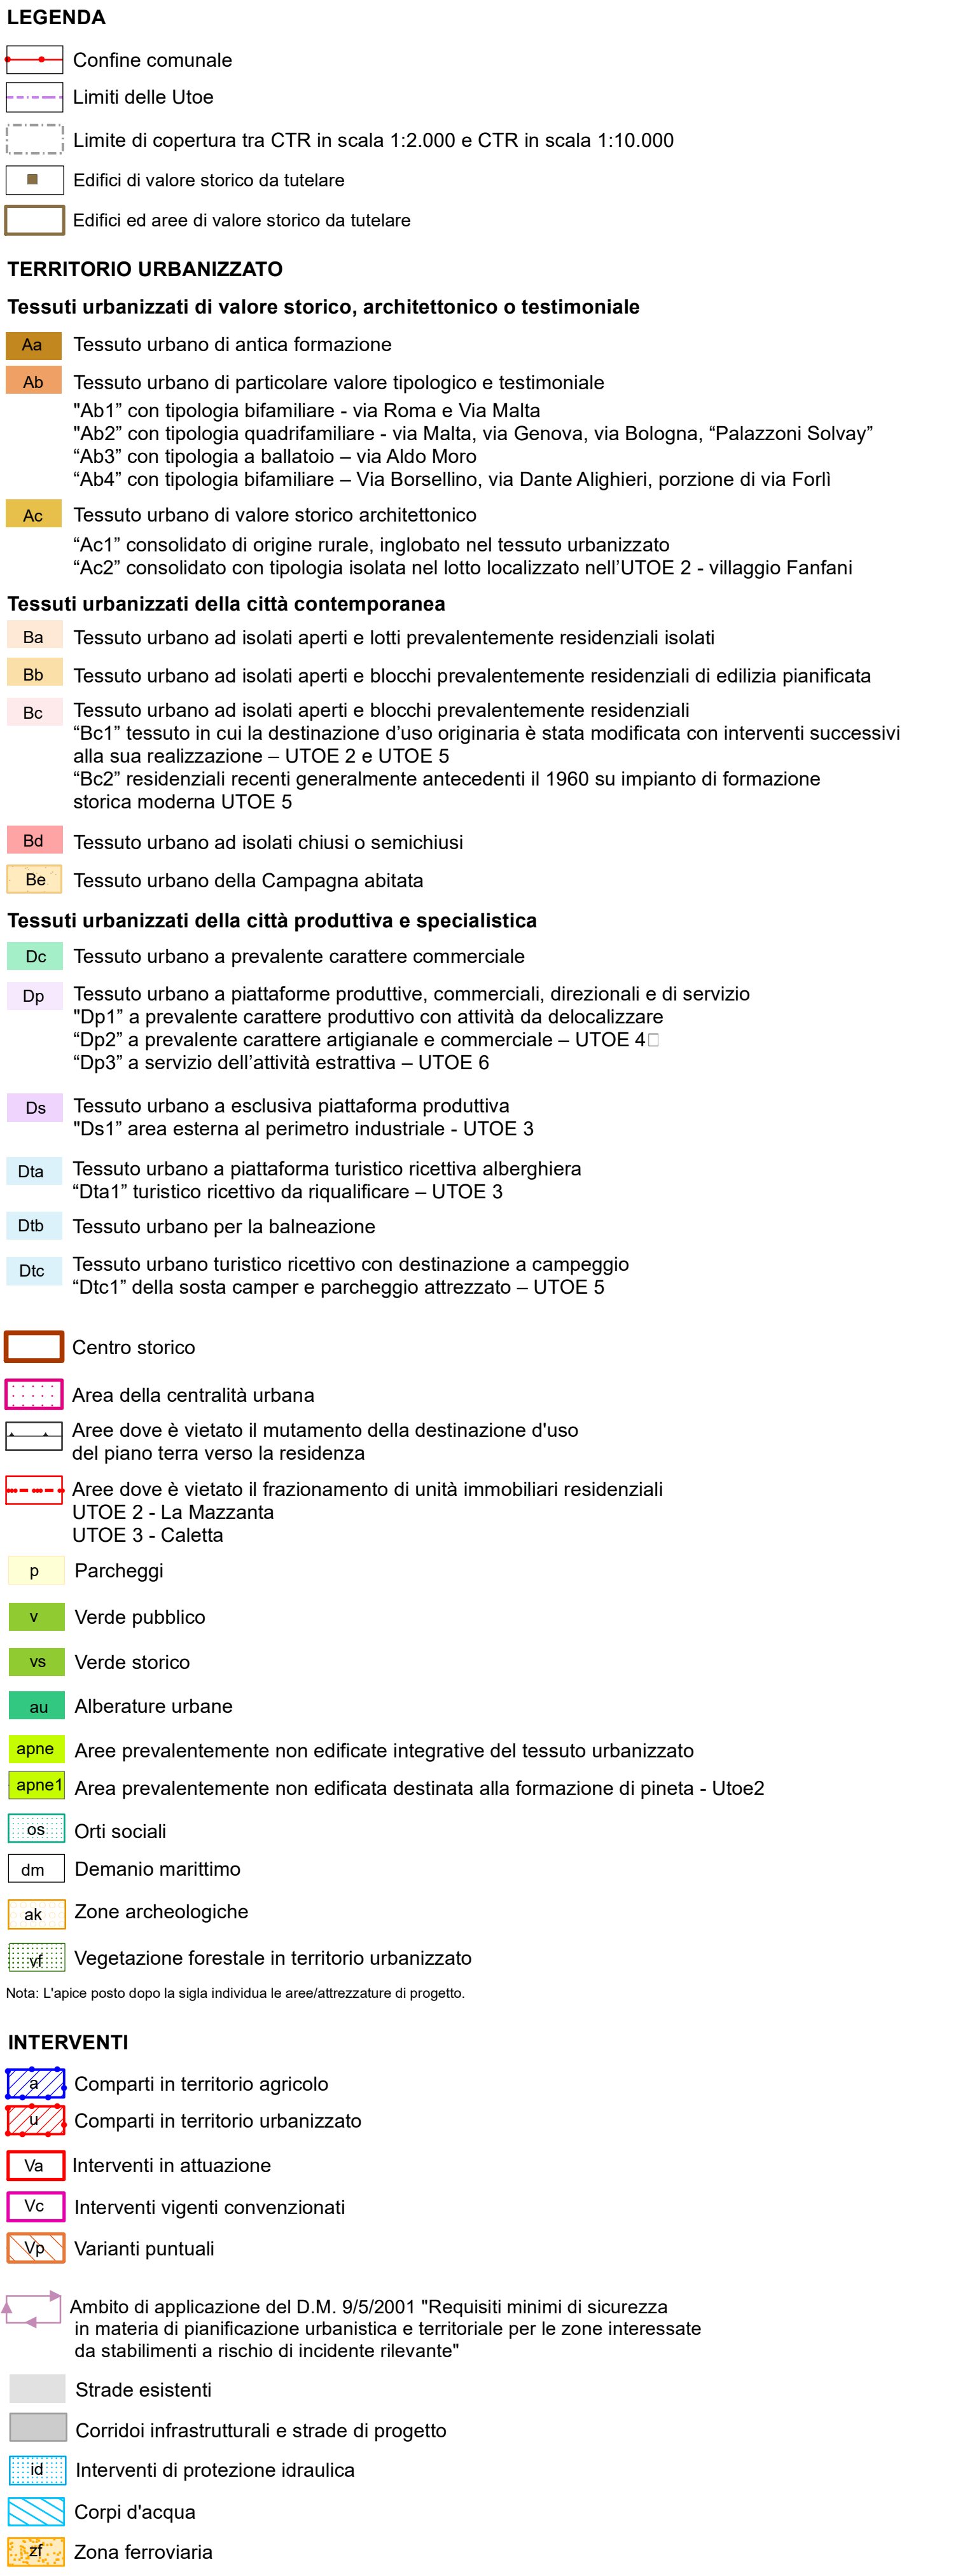 LEGENDA
Confine comunale
Limiti delle Utoe
Limite di copertura tra CTR in scala 1:2.000 e CTR in scala 1:10.000
Edifici di valore storico da tutelare
Edifici ed aree di valore storico da tutelare
TERRITORIO URBANIZZATO
Tessuti urbanizzati di valore storico, architettonico o testimoniale
Aa Tessuto urbano di antica formazione
Ab Tessuto urbano di particolare valore tipologico e testimoniale
"Ab1” con tipologia bifamiliare - via Roma e Via Malta
"Ab2” con tipologia quadrifamiliare - via Malta, via Genova, via Bologna, “Palazzoni Solvay”
“Ab3” con tipologia a ballatoio – via Aldo Moro
“Ab4” con tipologia bifamiliare – Via Borsellino, via Dante Alighieri, porzione di via Forlì
Ac Tessuto urbano di valore storico architettonico
“Ac1” consolidato di origine rurale, inglobato nel tessuto urbanizzato
“Ac2” consolidato con tipologia isolata nel lotto localizzato nell’UTOE 2 - villaggio Fanfani
Tessuti urbanizzati della città contemporanea
Ba Tessuto urbano ad isolati aperti e lotti prevalentemente residenziali isolati
Bb Tessuto urbano ad isolati aperti e blocchi prevalentemente residenziali di edilizia pianificata
Bc Tessuto urbano ad isolati aperti e blocchi prevalentemente residenziali
“Bc1” tessuto in cui la destinazione d’uso originaria è stata modificata con interventi successivi
alla sua realizzazione – UTOE 2 e UTOE 5
“Bc2” residenziali recenti generalmente antecedenti il 1960 su impianto di formazione
storica moderna UTOE 5
Bd Tessuto urbano ad isolati chiusi o semichiusi
Be Tessuto urbano della Campagna abitata
Tessuti urbanizzati della città produttiva e specialistica
Dc Tessuto urbano a prevalente carattere commerciale
Dp Tessuto urbano a piattaforme produttive, commerciali, direzionali e di servizio
"Dp1” a prevalente carattere produttivo con attività da delocalizzare
“Dp2” a prevalente carattere artigianale e commerciale – UTOE 4
“Dp3” a servizio dell’attività estrattiva – UTOE 6
Ds Tessuto urbano a esclusiva piattaforma produttiva
"Ds1” area esterna al perimetro industriale - UTOE 3
Dta Tessuto urbano a piattaforma turistico ricettiva alberghiera
“Dta1” turistico ricettivo da riqualificare – UTOE 3
Dtb Tessuto urbano per la balneazione
Dtc Tessuto urbano turistico ricettivo con destinazione a campeggio
“Dtc1” della sosta camper e parcheggio attrezzato – UTOE 5
Centro storico
Area della centralità urbana
Aree dove è vietato il mutamento della destinazione d'uso
del piano terra verso la residenza
Aree dove è vietato il frazionamento di unità immobiliari residenziali
UTOE 2 - La Mazzanta
UTOE 3 - Caletta
p Parcheggi
v Verde pubblico
vs Verde storico
au Alberature urbane
apne Aree prevalentemente non edificate integrative del tessuto urbanizzato
apne1 Area prevalentemente non edificata destinata alla formazione di pineta - Utoe2
os Orti sociali
dm Demanio marittimo
ak Zone archeologiche
vf Vegetazione forestale in territorio urbanizzato
Nota: L'apice posto dopo la sigla individua le aree/attrezzature di progetto.
INTERVENTI
a Comparti in territorio agricolo
u Comparti in territorio urbanizzato
Va Interventi in attuazione
Vc Interventi vigenti convenzionati
Vp Varianti puntuali
Ambito di applicazione del D.M. 9/5/2001 "Requisiti minimi di sicurezza
in materia di pianificazione urbanistica e territoriale per le zone interessate
da stabilimenti a rischio di incidente rilevante"
Strade esistenti
Corridoi infrastrutturali e strade di progetto
id Interventi di protezione idraulica
Corpi d'acqua
zf Zona ferroviaria